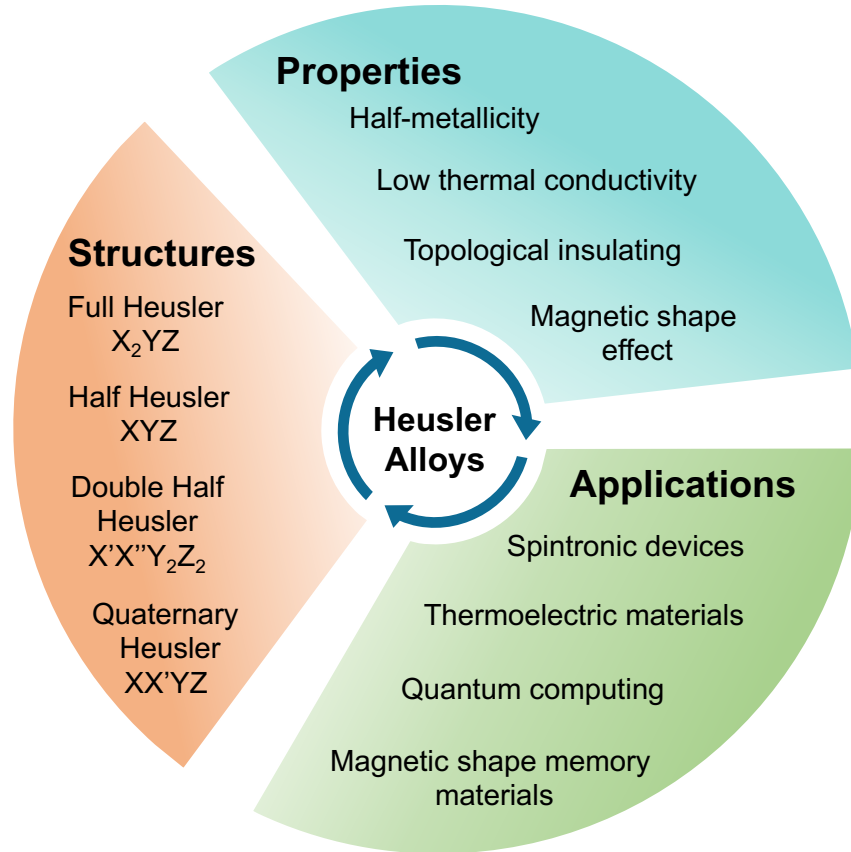 Properties
Half-metallicity
Low thermal conductivity
Topological insulating
Magnetic shape
effect
Structures
Full Heusler
X₂YZ
Half Heusler
XYZ
Double Half
Heusler
X'X''Y₂Z₂
Quaternary
Heusler
XX'YZ
Heusler
Alloys
Applications
Spintronic devices
Thermoelectric materials
Quantum computing
Magnetic shape memory
materials